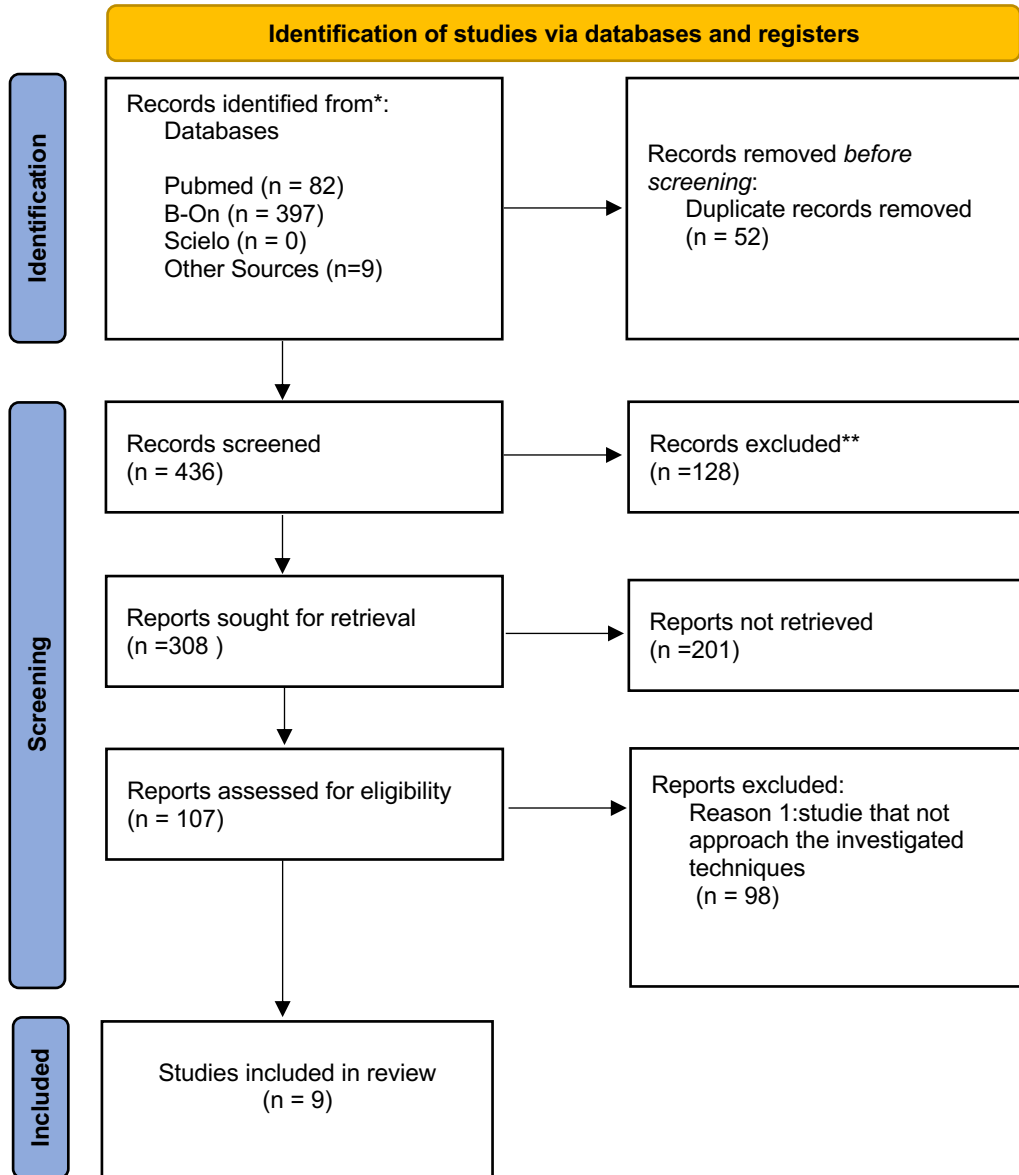 Identification of studies via databases and registers
Identification
Records identified from*:
Databases
Pubmed (n = 82)
B-On (n = 397)
Scielo (n = 0)
Other Sources (n=9)
Records removed before
screening:
Duplicate records removed
(n = 52)
Screening
Records screened
(n = 436)
Records excluded**
(n =128)
Reports sought for retrieval
(n =308 )
Reports not retrieved
(n =201)
Reports assessed for eligibility
(n = 107)
Reports excluded:
Reason 1:studie that not
approach the investigated
techniques
(n = 98)
Included
Studies included in review
(n = 9)